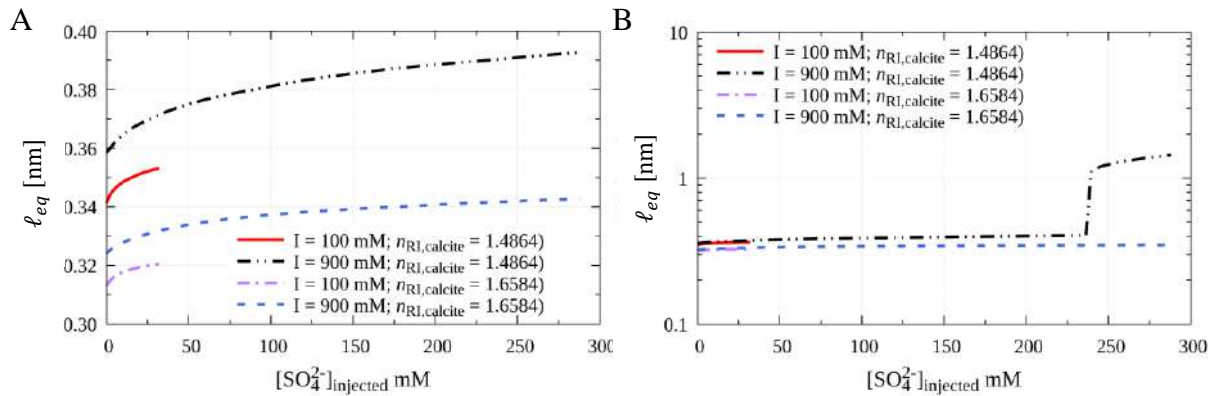 A
B
0.40
0.38
0.36
0.34
0.32
0.30
ℓeq [nm]
I = 100 mM; nRI,calcite = 1.4864)
I = 900 mM; nRI,calcite = 1.4864)
I = 100 mM; nRI,calcite = 1.6584)
I = 900 mM; nRI,calcite = 1.6584)
0 50 100 150 200 250 300
[SO₄²⁻]injected mM
10
1
0.1
ℓeq [nm]
I = 100 mM; nRI,calcite = 1.4864)
I = 900 mM; nRI,calcite = 1.4864)
I = 100 mM; nRI,calcite = 1.6584)
I = 900 mM; nRI,calcite = 1.6584)
0 50 100 150 200 250 300
[SO₄²⁻]injected mM